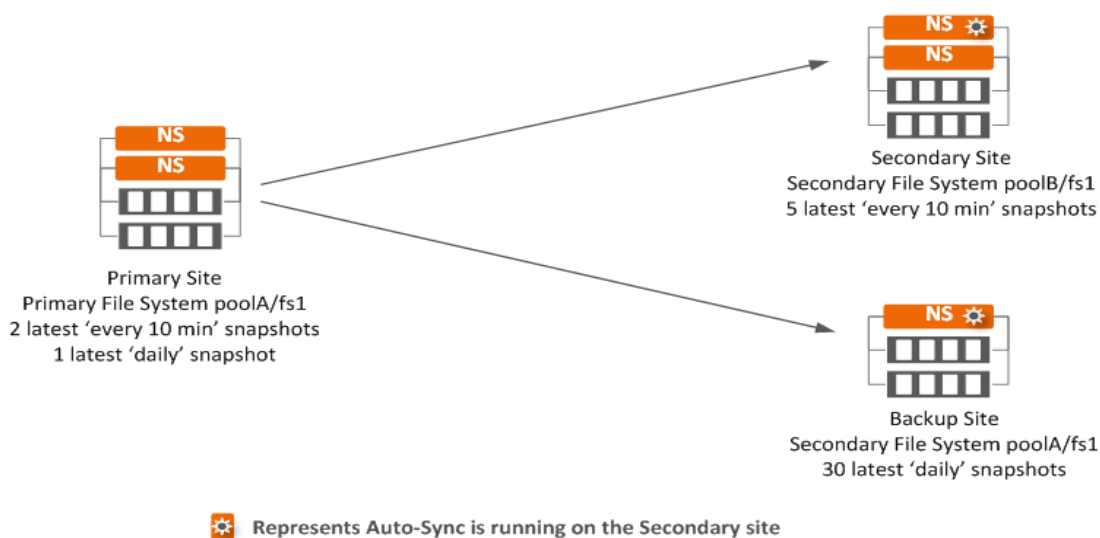 NS
NS
Primary Site
Primary File System poolA/fs1
2 latest ‘every 10 min’ snapshots
1 latest ‘daily’ snapshot
NS
NS
Secondary Site
Secondary File System poolB/fs1
5 latest ‘every 10 min’ snapshots
NS
Backup Site
Secondary File System poolA/fs1
30 latest ‘daily’ snapshots
Represents Auto-Sync is running on the Secondary site